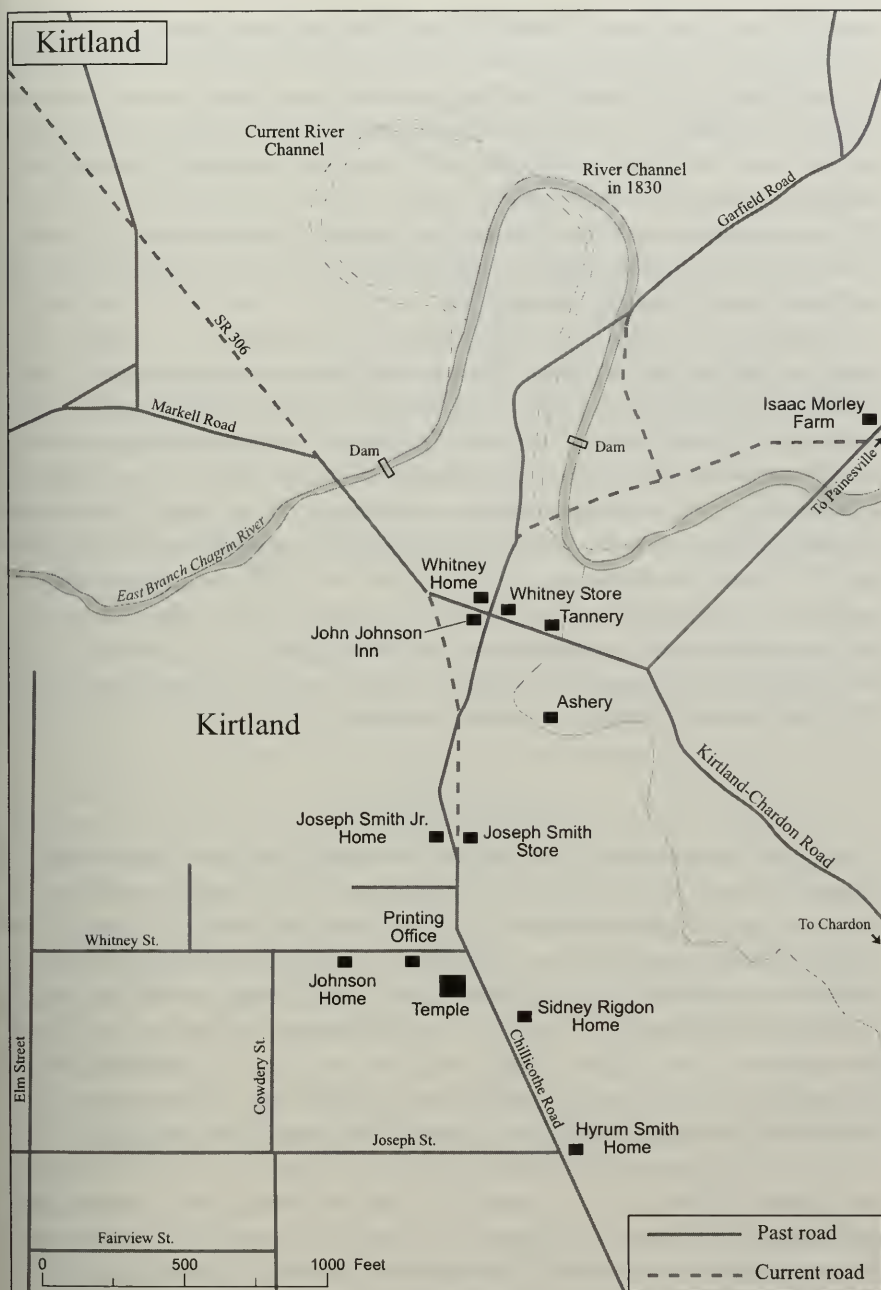 Kirtland
Current River
Channel
River Channel
in 1830
Garfield Road
SR 306
Markell Road
Isaac Morley
Farm
Dam
Dam
To Painesville
East Branch Chagrin River
Whitney
Home
Whitney Store
Tannery
John Johnson
Inn
Ashery
Kirtland
Kirtland-Chardon Road
Joseph Smith Jr.
Home
Joseph Smith
Store
To Chardon
Printing
Office
Whitney St.
Johnson
Home
Temple
Sidney Rigdon
Home
Elm Street
Cowdery St.
Chillicothe Road
Hyrum Smith
Home
Joseph St.
Fairview St.
0 500 1000 Feet
Past road
Current road